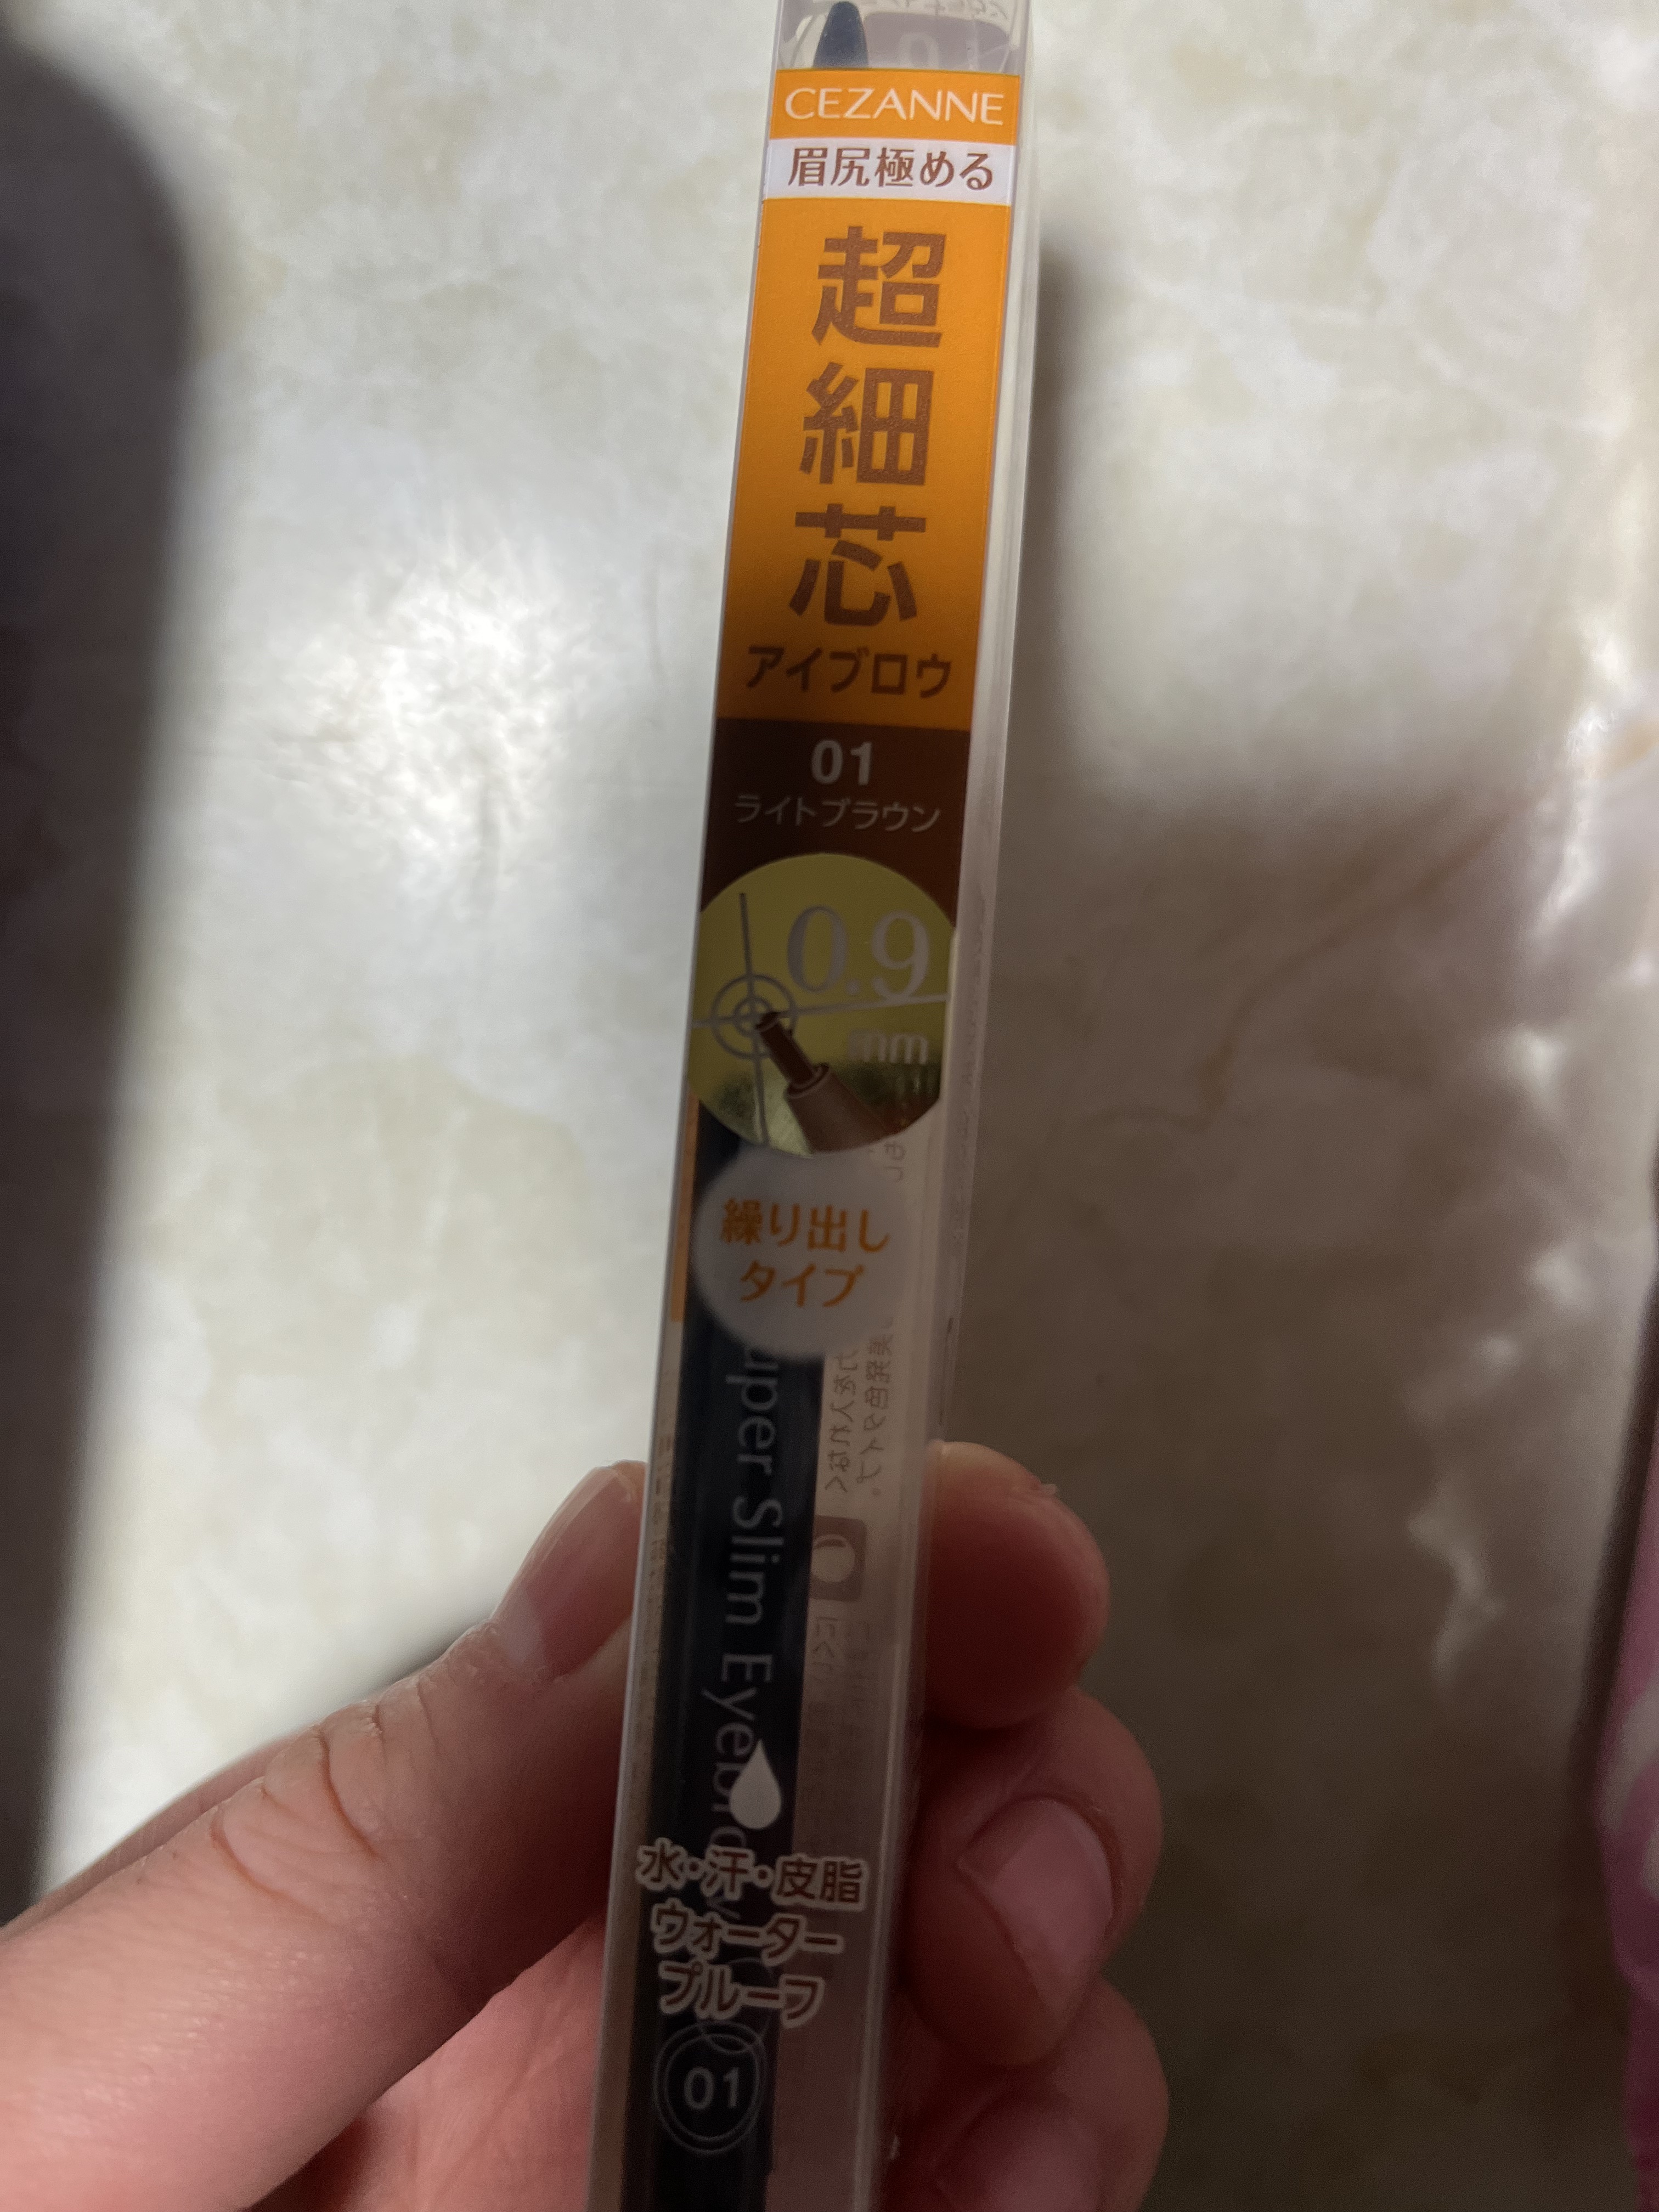 CEZANNE
眉尻極める
超
細
芯
アイブロウ
01
ライトブラウン
0.9
mm
繰り出し
タイプ
Slim
水・汗・皮脂
ウォーター
プルーフ
01